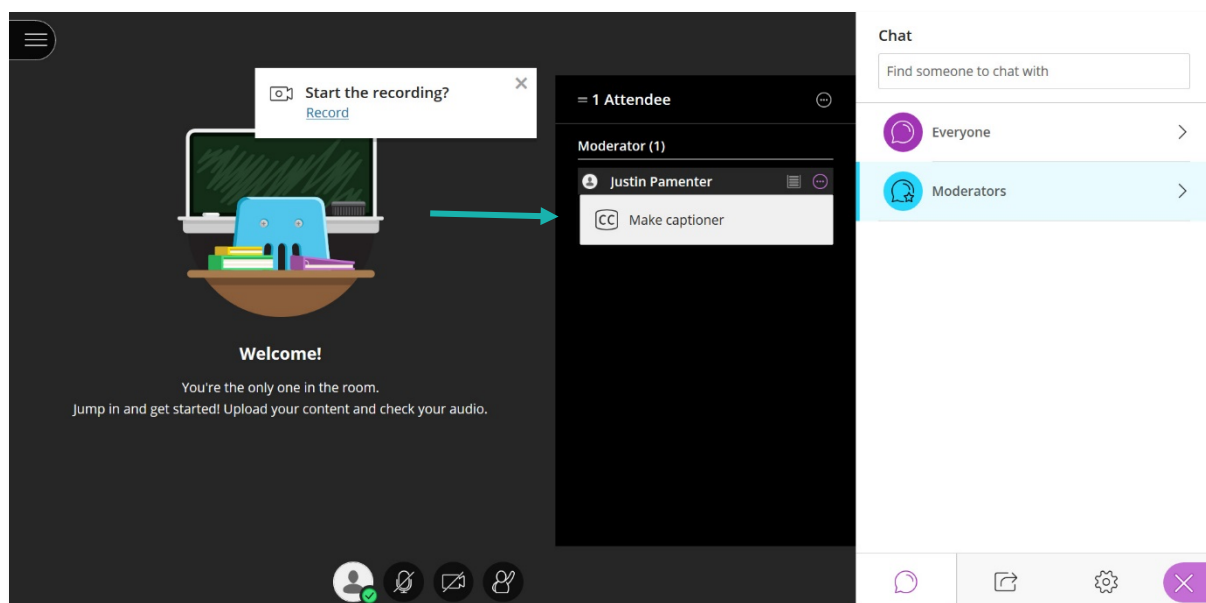 Start the recording?
Record
Welcome!
You're the only one in the room.
Jump in and get started! Upload your content and check your audio.
1 Attendee
Moderator (1)
Justin Pamenter
CC Make captioner
Chat
Find someone to chat with
Everyone
Moderators